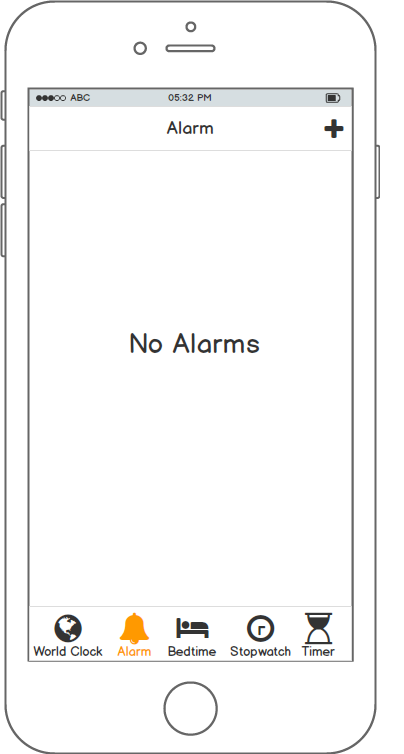 ABC 05:32 PM
Alarm
No Alarms
World Clock Alarm Bedtime Stopwatch Timer